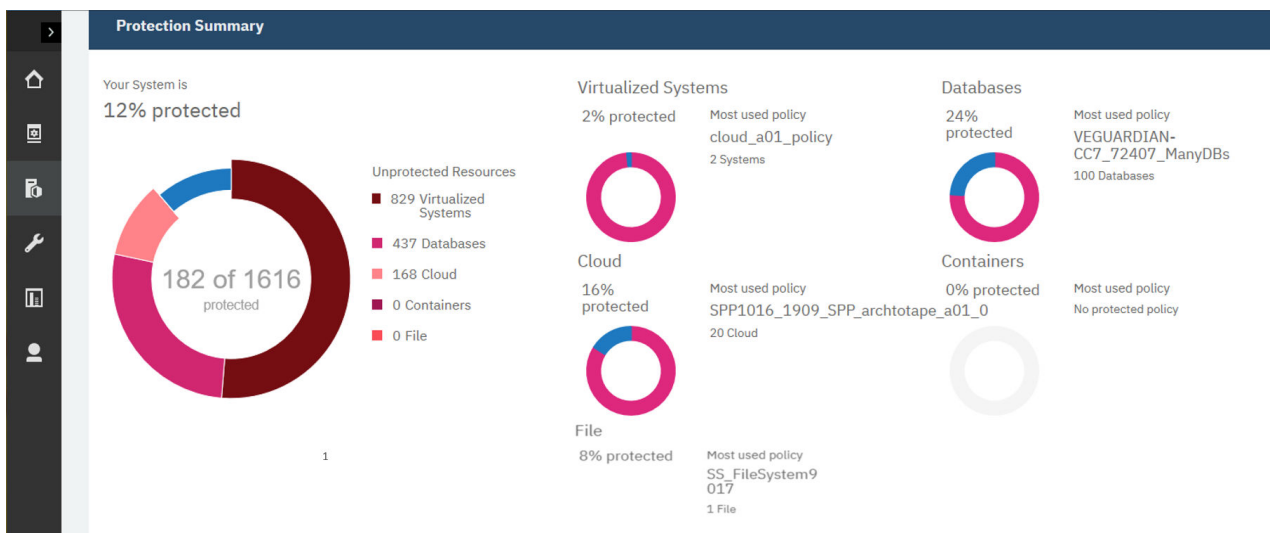 Protection Summary
Your System is
12% protected
182 of 1616
protected
Unprotected Resources
829 Virtualized
Systems
437 Databases
168 Cloud
0 Containers
0 File
1
Virtualized Systems
2% protected
Most used policy
cloud_a01_policy
2 Systems
Databases
24%
protected
Most used policy
VEGUARDIAN-
CC7_72407_ManyDBs
100 Databases
Cloud
16%
protected
Most used policy
SPP1016_1909_SPP_archtotape_a01_0
20 Cloud
Containers
0% protected
Most used policy
No protected policy
File
8% protected
Most used policy
SS_FileSystem9
017
1 File